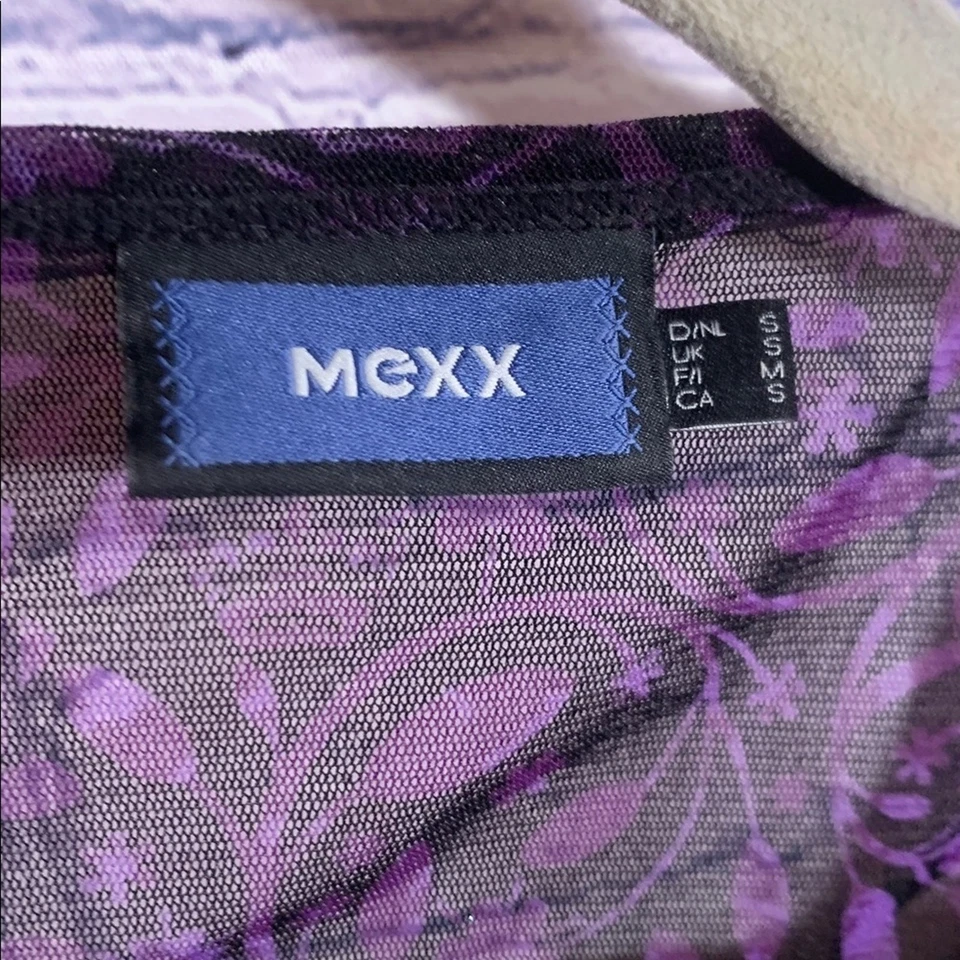 MEXX
D/NL S
UK S
F/I M
CA S